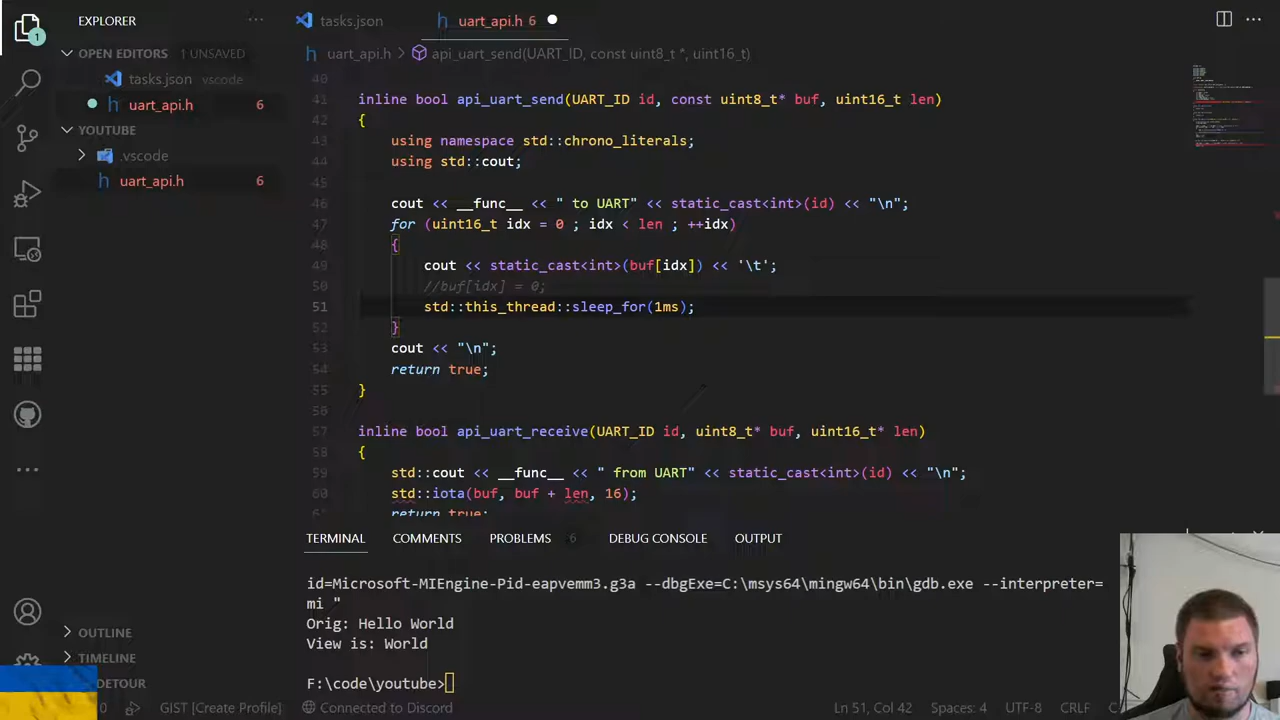 EXPLORER
tasks.json
uart_api.h 6
OPEN EDITORS 1 UNSAVED
uart_api.h > api_uart_send(UART_ID, const uint8_t *, uint16_t)
tasks.json vscode
uart_api.h 6
YOUTUBE
.vscode
uart_api.h 6
1
40
41 inline bool api_uart_send(UART_ID id, const uint8_t* buf, uint16_t len)
42 {
43 using namespace std::chrono_literals;
44 using std::cout;
45
46 cout << __func__ << " to UART" << static_cast<int>(id) << "\n";
47 for (uint16_t idx = 0 ; idx < len ; ++idx)
48 {
49 cout << static_cast<int>(buf[idx]) << '\t';
50 //buf[idx] = 0;
51 std::this_thread::sleep_for(1ms);
52 }
53 cout << "\n";
54 return true;
55 }
56
57 inline bool api_uart_receive(UART_ID id, uint8_t* buf, uint16_t* len)
58 {
59 std::cout << __func__ << " from UART" << static_cast<int>(id) << "\n";
60 std::iota(buf, buf + len, 16);
61 return true;
TERMINAL COMMENTS PROBLEMS 6 DEBUG CONSOLE OUTPUT
id=Microsoft-MIEngine-Pid-eapvemm3.g3a --dbgExe=C:\msys64\mingw64\bin\gdb.exe --interpreter=
mi "
Orig: Hello World
View is: World
F:\code\youtube>
OUTLINE
TIMELINE
DETOUR
0 GIST [Create Profile] Connected to Discord Ln 51, Col 42 Spaces: 4 UTF-8 CRLF